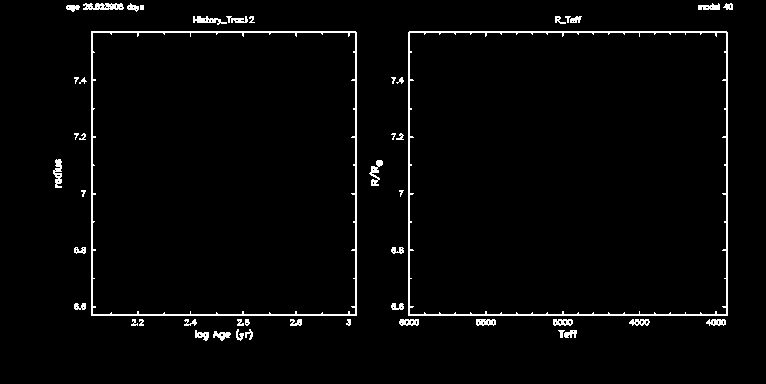 age 26.823906 days
model 40
History_Track2
R_Teff
7.4
7.2
7
6.8
6.6
radius
2.2 2.4 2.6 2.8 3
log Age (yr)
7.4
7.2
7
6.8
6.6
R/R⊙
6000 5500 5000 4500 4000
Teff